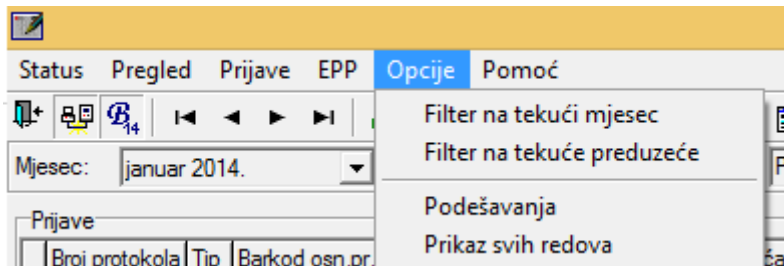 Status Pregled Prijave EPP Opcije Pomoć
Filter na tekući mjesec
Filter na tekuće preduzeće
Podešavanja
Prikaz svih redova
14
Mjesec: januar 2014.
Prijave
Broj protokola Tip Barkod osn.pr.